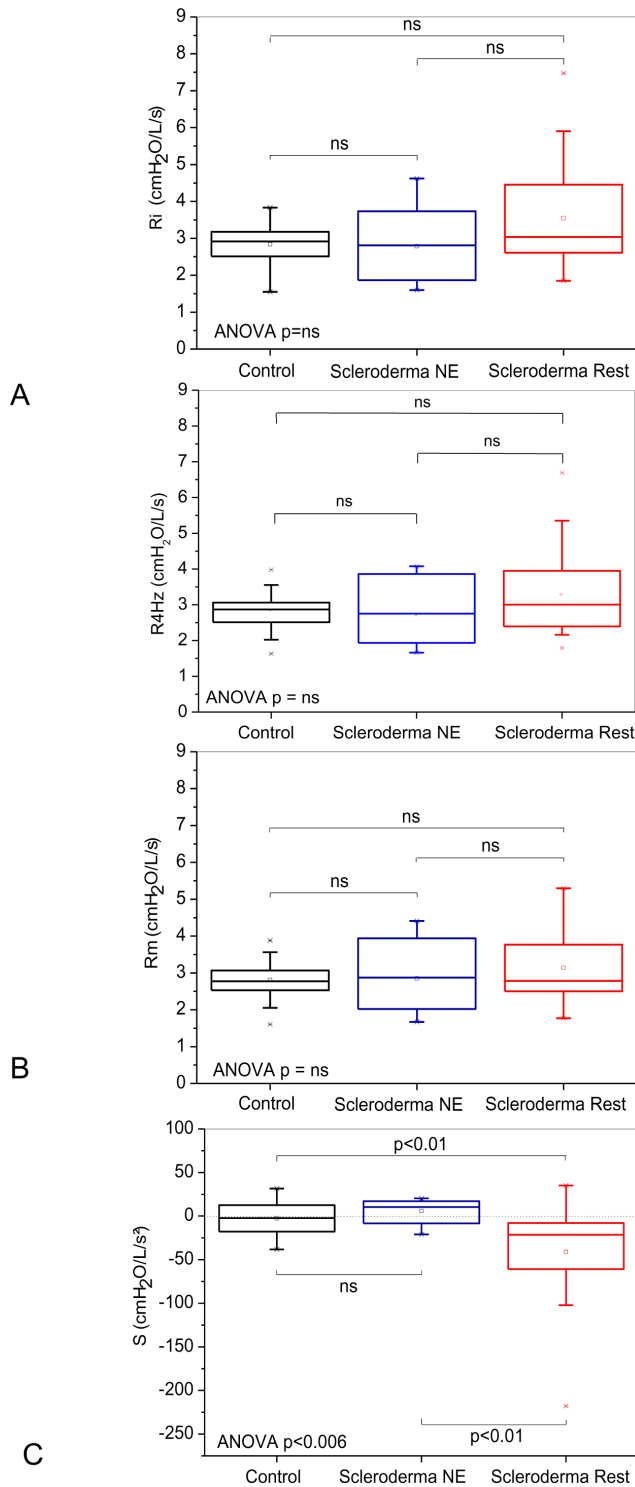 9
8
7
6
5
4
3
2
1
0
Ri (cmH2O/L/s)
ns
ns
ns
ANOVA p=ns
Control Scleroderma NE Scleroderma Rest
A
9
8
7
6
5
4
3
2
1
0
R4Hz (cmH₂O/L/s)
ns
ns
ns
ANOVA p = ns
Control Scleroderma NE Scleroderma Rest
9
8
7
6
5
4
3
2
1
0
Rm (cmH2O/L/s)
ns
ns
ns
ANOVA p = ns
B
Control Scleroderma NE Scleroderma Rest
100
50
0
-50
-100
-150
-200
-250
S (cmH2O/L/s²)
p<0.01
ns
p<0.01
ANOVA p<0.006
C
Control Scleroderma NE Scleroderma Rest